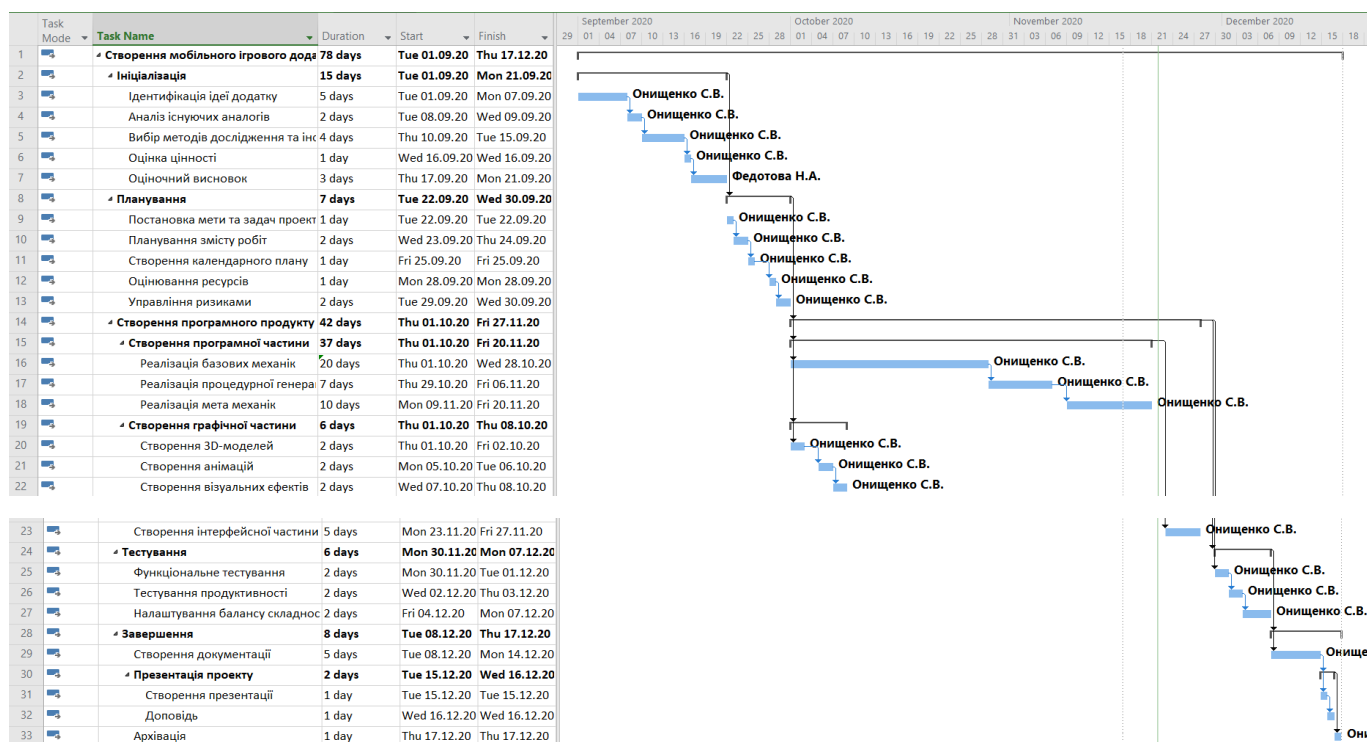 Task Mode Task Name Duration Start Finish
September 2020 October 2020 November 2020 December 2020
29 01 04 07 10 13 16 19 22 25 28 01 04 07 10 13 16 19 22 25 28 31 03 06 09 12 15 18 21 24 27 30 03 06 09 12 15 18
1 Створення мобільного ігрового дода 78 days Tue 01.09.20 Thu 17.12.20
2 Ініціалізація 15 days Tue 01.09.20 Mon 21.09.20
3 Ідентифікація ідеї додатку 5 days Tue 01.09.20 Mon 07.09.20 Онищенко С.В.
4 Аналіз існуючих аналогів 2 days Tue 08.09.20 Wed 09.09.20 Онищенко С.В.
5 Вибір методів дослідження та інс 4 days Thu 10.09.20 Tue 15.09.20 Онищенко С.В.
6 Оцінка цінності 1 day Wed 16.09.20 Wed 16.09.20 Онищенко С.В.
7 Оціночний висновок 3 days Thu 17.09.20 Mon 21.09.20 Федотова Н.А.
8 Планування 7 days Tue 22.09.20 Wed 30.09.20
9 Постановка мети та задач проект 1 day Tue 22.09.20 Tue 22.09.20 Онищенко С.В.
10 Планування змісту робіт 2 days Wed 23.09.20 Thu 24.09.20 Онищенко С.В.
11 Створення календарного плану 1 day Fri 25.09.20 Fri 25.09.20 Онищенко С.В.
12 Оцінювання ресурсів 1 day Mon 28.09.20 Mon 28.09.20 Онищенко С.В.
13 Управління ризиками 2 days Tue 29.09.20 Wed 30.09.20 Онищенко С.В.
14 Створення програмного продукту 42 days Thu 01.10.20 Fri 27.11.20
15 Створення програмної частини 37 days Thu 01.10.20 Fri 20.11.20
16 Реалізація базових механік 20 days Thu 01.10.20 Wed 28.10.20 Онищенко С.В.
17 Реалізація процедурної генера 7 days Thu 29.10.20 Fri 06.11.20 Онищенко С.В.
18 Реалізація мета механік 10 days Mon 09.11.20 Fri 20.11.20 Онищенко С.В.
19 Створення графічної частини 6 days Thu 01.10.20 Thu 08.10.20
20 Створення 3D-моделей 2 days Thu 01.10.20 Fri 02.10.20 Онищенко С.В.
21 Створення анімацій 2 days Mon 05.10.20 Tue 06.10.20 Онищенко С.В.
22 Створення візуальних єфектів 2 days Wed 07.10.20 Thu 08.10.20 Онищенко С.В.
23 Створення інтерфейсної частини 5 days Mon 23.11.20 Fri 27.11.20 Онищенко С.В.
24 Тестування 6 days Mon 30.11.20 Mon 07.12.20
25 Функціональне тестування 2 days Mon 30.11.20 Tue 01.12.20 Онищенко С.В.
26 Тестування продуктивності 2 days Wed 02.12.20 Thu 03.12.20 Онищенко С.В.
27 Налаштування балансу складнос 2 days Fri 04.12.20 Mon 07.12.20 Онищенко С.В.
28 Завершення 8 days Tue 08.12.20 Thu 17.12.20
29 Створення документації 5 days Tue 08.12.20 Mon 14.12.20 Онище
30 Презентація проекту 2 days Tue 15.12.20 Wed 16.12.20
31 Створення презентації 1 day Tue 15.12.20 Tue 15.12.20
32 Доповідь 1 day Wed 16.12.20 Wed 16.12.20
33 Архівація 1 day Thu 17.12.20 Thu 17.12.20 Они